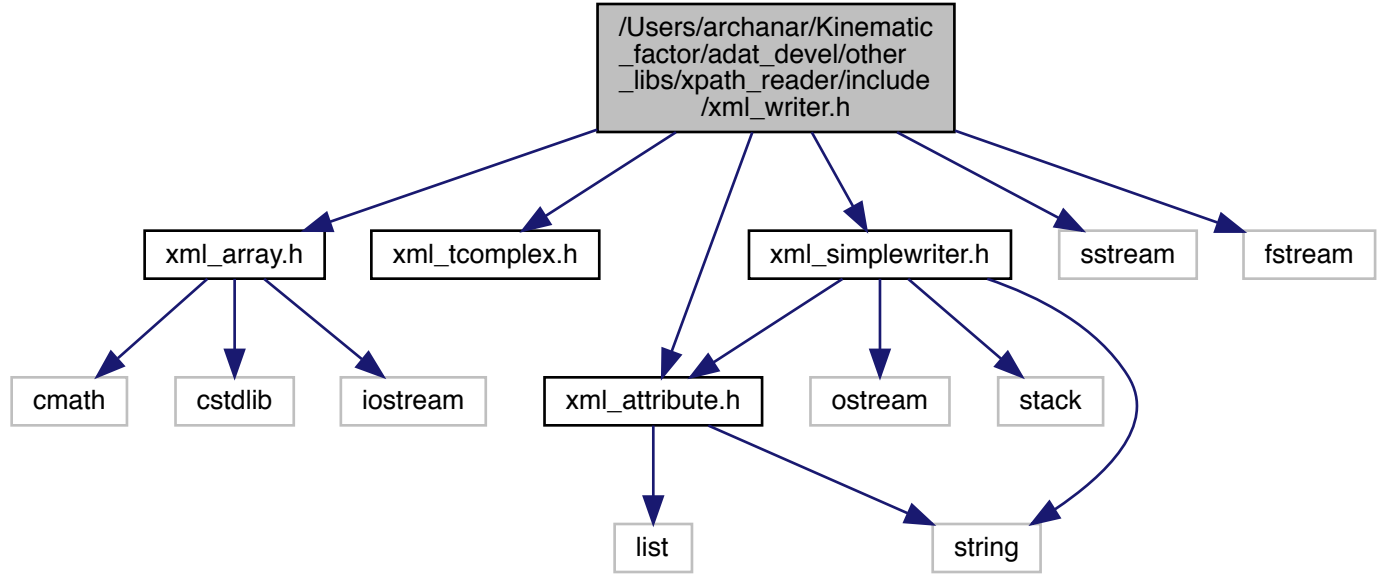 /Users/archanar/Kinematic
_factor/adat_devel/other
_libs/xpath_reader/include
/xml_writer.h
xml_array.h
xml_tcomplex.h
xml_simplewriter.h
sstream
fstream
cmath
cstdlib
iostream
xml_attribute.h
ostream
stack
list
string